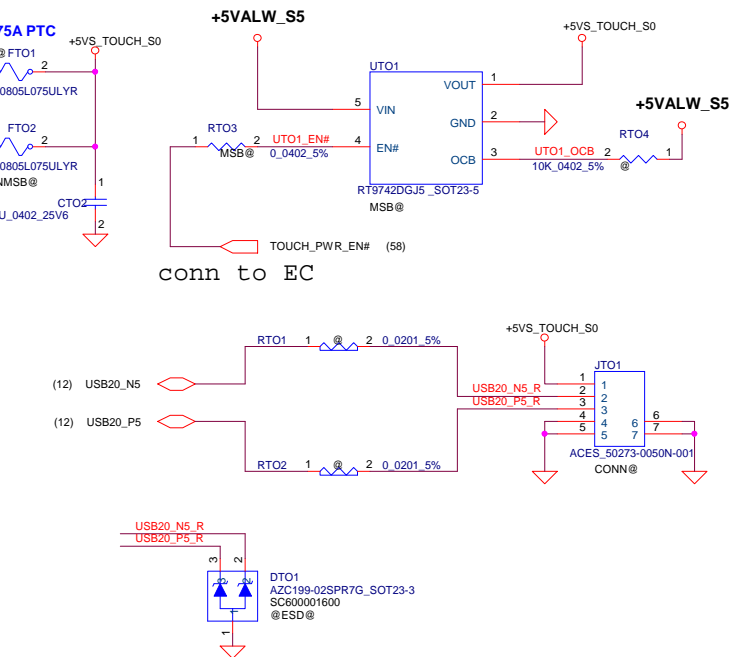 75A PTC
+5VS_TOUCH_S0
@ FTO1
2
0805L075ULYR
FTO2
2
0805L075ULYR
NMSB@
1
CTO2
U_0402_25V6
2
+5VALW_S5
+5VS_TOUCH_S0
UTO1
VOUT 1
5 VIN
GND 2
+5VALW_S5
RTO3
1 2 UTO1_EN# 4 EN#
MSB@ 0_0402_5%
OCB 3 UTO1_OCB 2 1
RTO4
10K_0402_5% @
RT9742DGJ5 _SOT23-5
MSB@
TOUCH_PWR_EN# (58)
conn to EC
+5VS_TOUCH_S0
RTO1 1 @ 2 0_0201_5%
JTO1
(12) USB20_N5
USB20_N5_R
USB20_P5_R
1 1
2 2
3 3
4 4 6 6
5 5 7 7
(12) USB20_P5
ACES_50273-0050N-001
CONN@
RTO2 1 @ 2 0_0201_5%
USB20_N5_R
USB20_P5_R
3 2
DTO1
AZC199-02SPR7G_SOT23-3
SC600001600
@ESD@
3 2
1
1